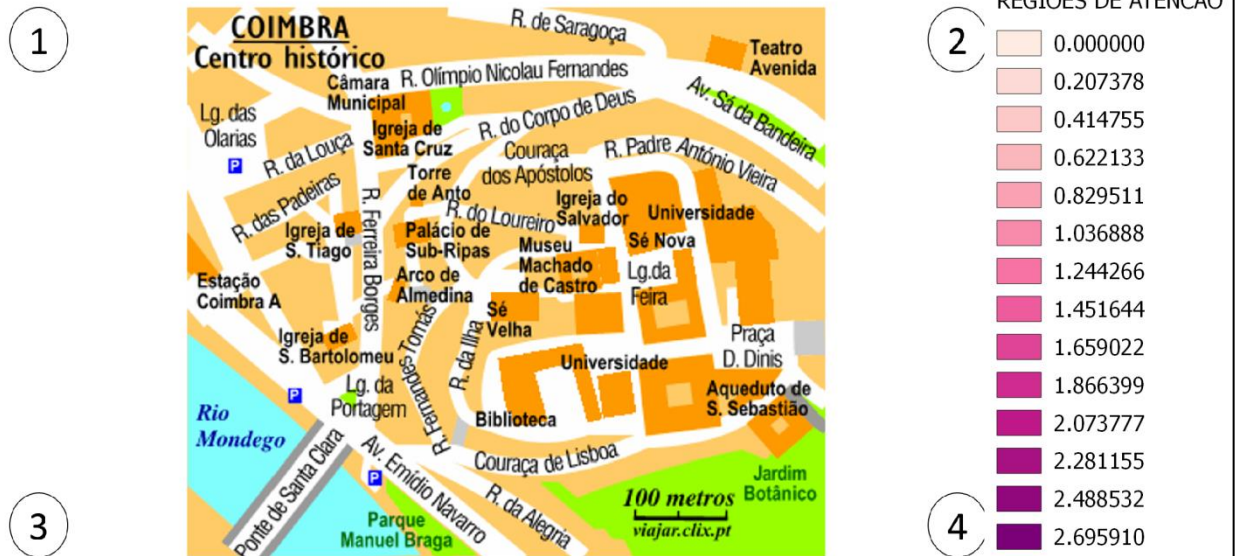 1
COIMBRA
Centro histórico
R. de Saragoça
Teatro
Avenida
Câmara
Municipal
R. Olímpio Nicolau Fernandes
Av. Sá da Bandeira
Lg. das
Olarias
P
R. da Louça
Igreja de
Santa Cruz
R. do Corpo de Deus
Couraça
dos Apóstolos
R. Padre António Vieira
R. das Padeiras
Torre
de Anto
R. Ferreira Borges
R. do Loureiro
Igreja do
Salvador
Universidade
Igreja de
S. Tiago
Palácio de
Sub-Ripas
Museu
Machado
de Castro
Sé Nova
Lg.da
Feira
Estação
Coimbra A
Arco de
Almedina
Sé
Velha
Igreja de
S. Bartolomeu
R. Fernandes Tomás
R. da Ilha
Universidade
Praça
D. Dinis
P
Lg. da
Portagem
Biblioteca
Aqueduto de
S. Sebastião
Rio
Mondego
Ponte de Santa Clara
Av. Emídio Navarro
P
Couraça de Lisboa
R. da Alegria
Jardim
Botânico
100 metros
viajar.clix.pt
Parque
Manuel Braga
3
2
REGIOES DE ATENCAO
0.000000
0.207378
0.414755
0.622133
0.829511
1.036888
1.244266
1.451644
1.659022
1.866399
2.073777
2.281155
2.488532
2.695910
4